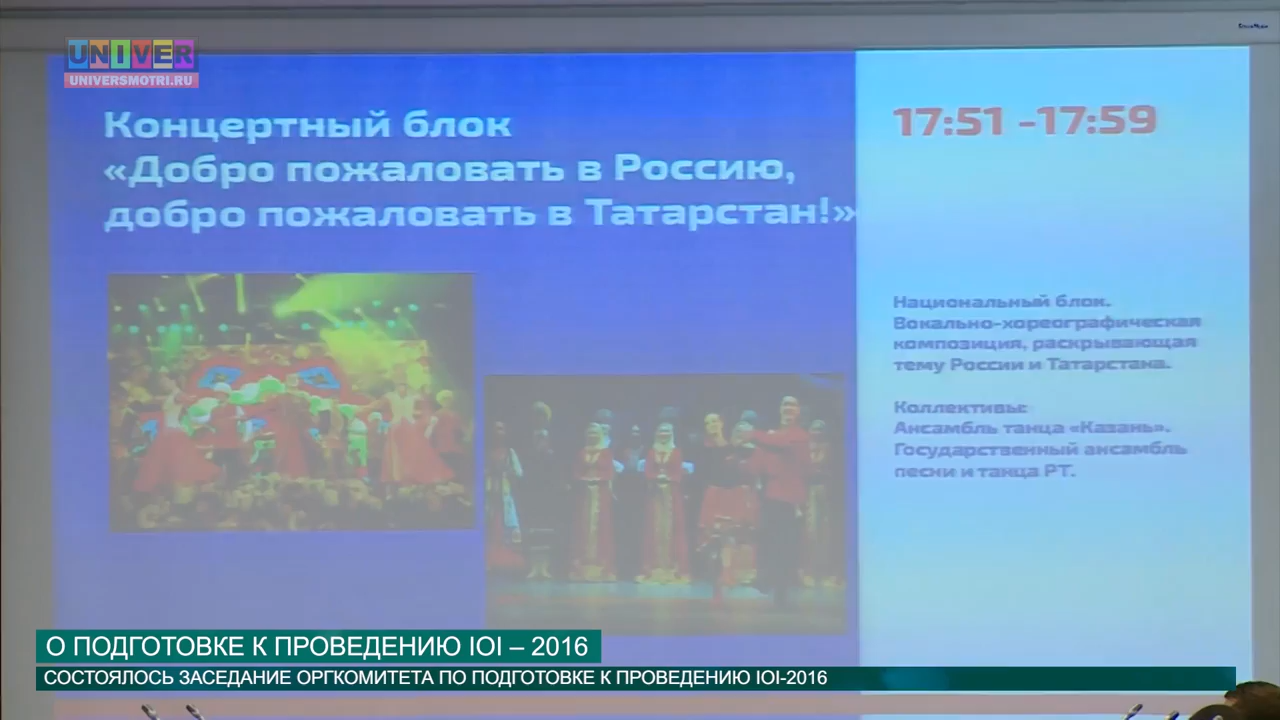 UNIVER
UNIVERSMOTRI.RU
Концертный блок
«Добро пожаловать в Россию,
добро пожаловать в Татарстан!»
17:51 -17:59
Национальный блок.
Вокально-хореографическая
композиция, раскрывающая
тему России и Татарстана.
Коллективы:
Ансамбль танца «Казань».
Государственный ансамбль
песни и танца РТ.
О ПОДГОТОВКЕ К ПРОВЕДЕНИЮ IOI – 2016
СОСТОЯЛОСЬ ЗАСЕДАНИЕ ОРГКОМИТЕТА ПО ПОДГОТОВКЕ К ПРОВЕДЕНИЮ IOI-2016